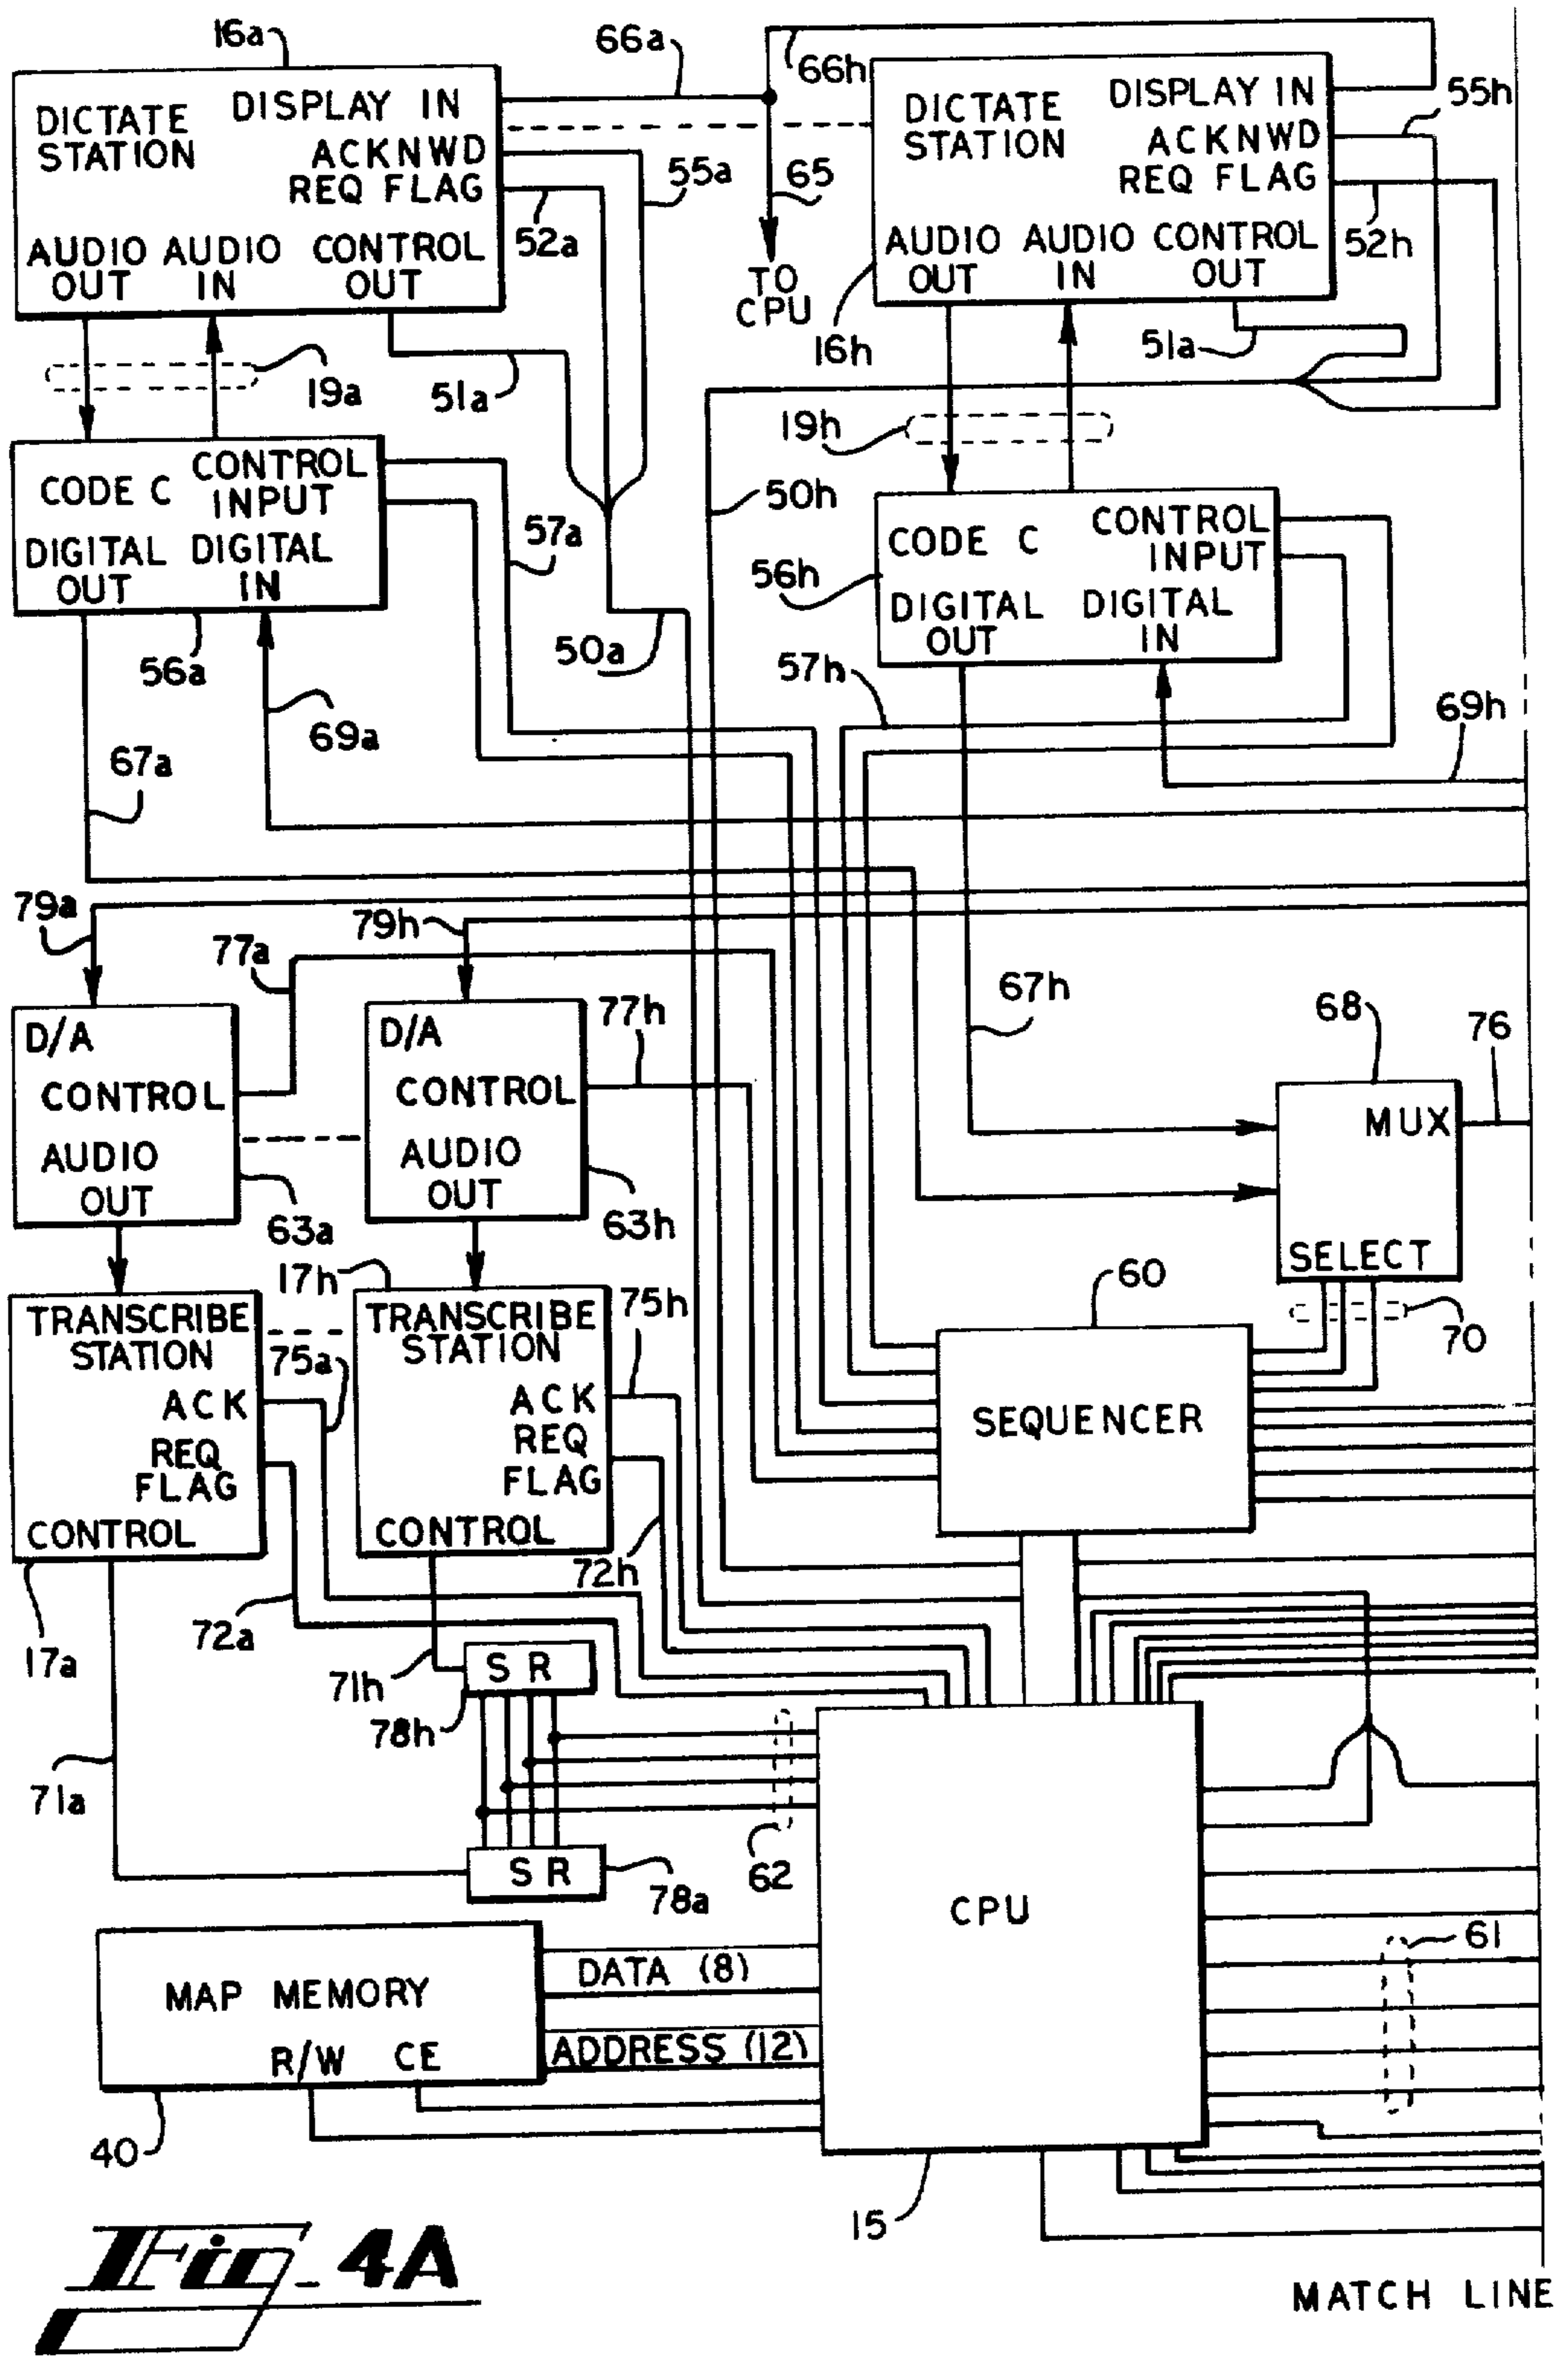 16a
66a
66h
55h
DICTATE
STATION
DISPLAY IN
ACKNWD
REQ FLAG
AUDIO
OUT
AUDIO
IN
CONTROL
OUT
55a
52a
65
TO
CPU
DICTATE
STATION
DISPLAY IN
ACKNWD
REQ FLAG
AUDIO
OUT
AUDIO
IN
CONTROL
OUT
52h
16h
51a
19a
51a
19h
50h
CODE C
CONTROL
INPUT
DIGITAL
OUT
DIGITAL
IN
57a
56a
50a
69a
67a
CODE C
CONTROL
INPUT
DIGITAL
OUT
DIGITAL
IN
56h
57h
69h
79a
77a
79h
77h
67h
68
76
D/A
CONTROL
AUDIO
OUT
63a
D/A
CONTROL
AUDIO
OUT
63h
MUX
SELECT
70
17h
75h
60
TRANSCRIBE
STATION
75a
ACK
REQ
FLAG
CONTROL
TRANSCRIBE
STATION
ACK
REQ
FLAG
CONTROL
SEQUENCER
72h
72a
17a
71h
S R
78h
71a
62
S R
78a
CPU
61
MAP MEMORY
R/W CE
DATA (8)
ADDRESS (12)
40
15
Fig_ 4A
MATCH LINE